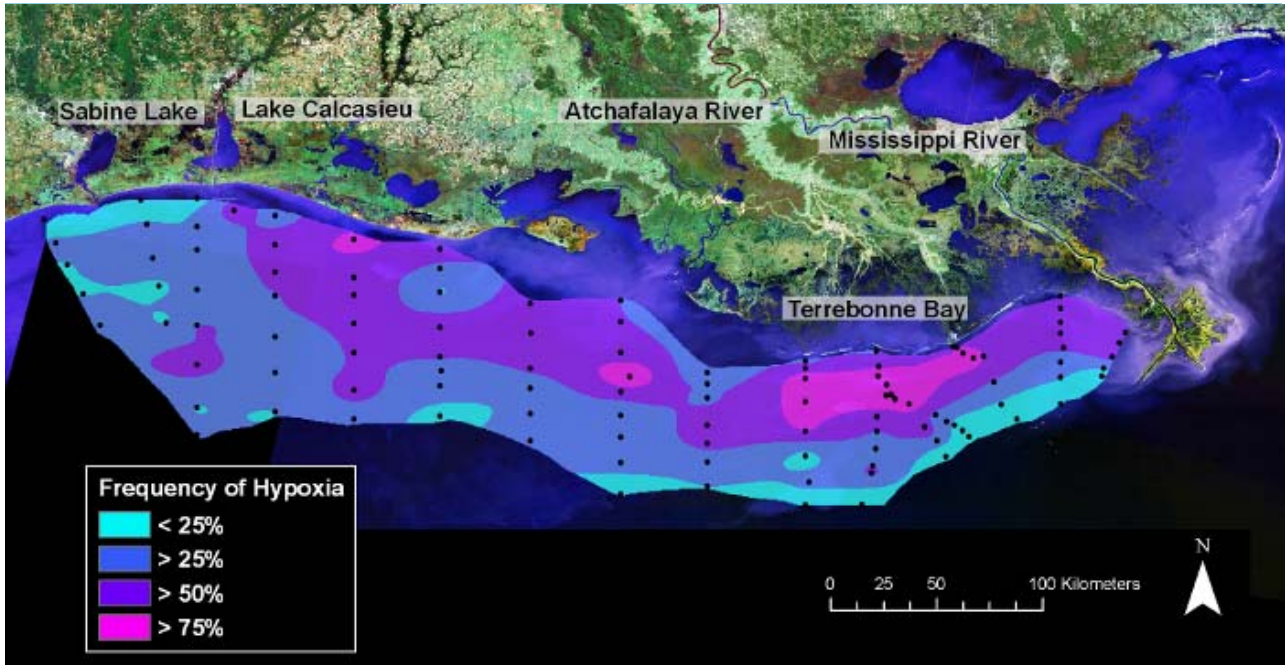 Sabine Lake
Lake Calcasieu
Atchafalaya River
Mississippi River
Terrebonne Bay
Frequency of Hypoxia
< 25%
> 25%
> 50%
> 75%
0 25 50 100 Kilometers
N